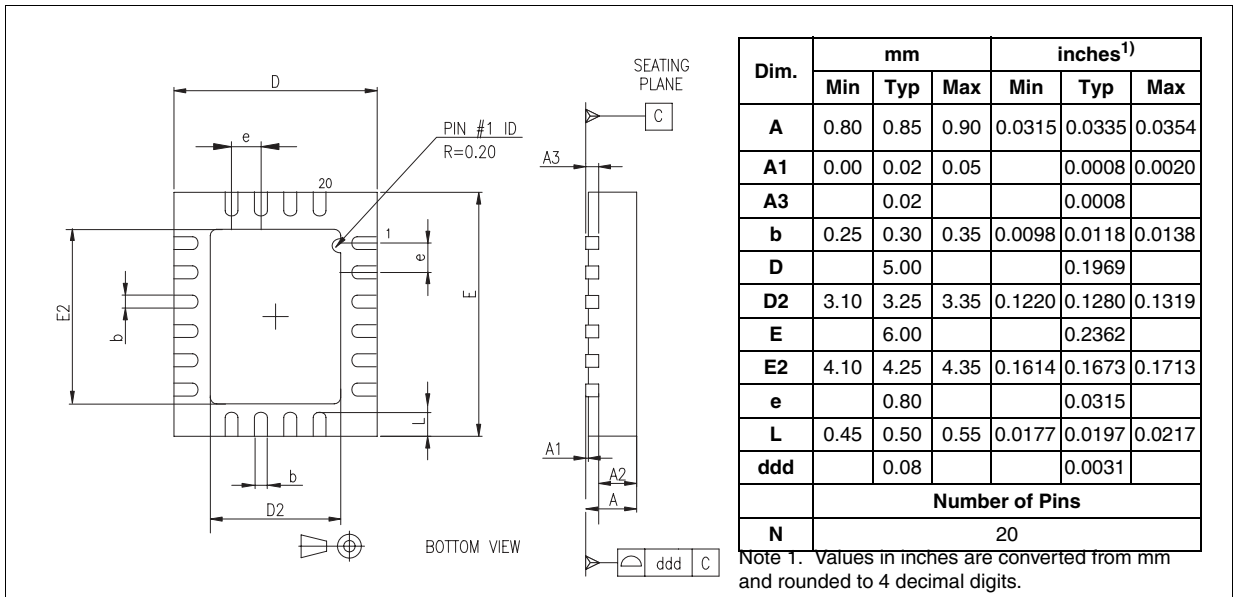 D
e
PIN #1 ID
R=0.20
20
1
e
E2
b
E
L
b
D2
BOTTOM VIEW
SEATING
PLANE
C
A3
A1
A2
A
ddd C
Dim. mm inches1)
Min Typ Max Min Typ Max
A 0.80 0.85 0.90 0.0315 0.0335 0.0354
A1 0.00 0.02 0.05 0.0008 0.0020
A3 0.02 0.0008
b 0.25 0.30 0.35 0.0098 0.0118 0.0138
D 5.00 0.1969
D2 3.10 3.25 3.35 0.1220 0.1280 0.1319
E 6.00 0.2362
E2 4.10 4.25 4.35 0.1614 0.1673 0.1713
e 0.80 0.0315
L 0.45 0.50 0.55 0.0177 0.0197 0.0217
ddd 0.08 0.0031
Number of Pins
N 20
Note 1. Values in inches are converted from mm
and rounded to 4 decimal digits.